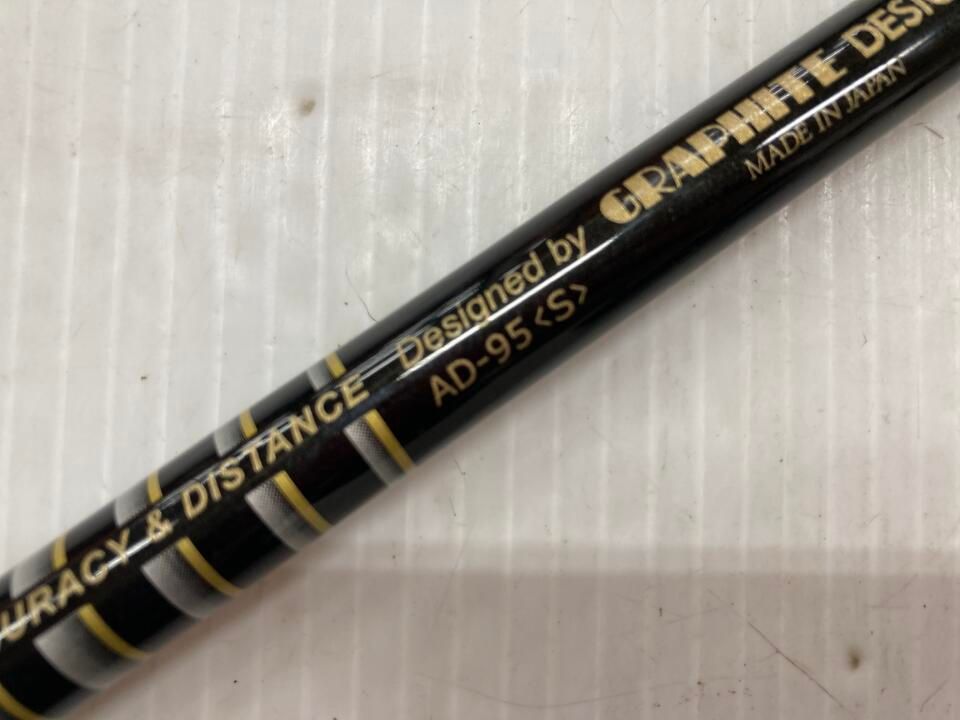 URACY & DISTANCE Designed by GRAPHITE DESIG
AD-95<S>
MADE IN JAPAN